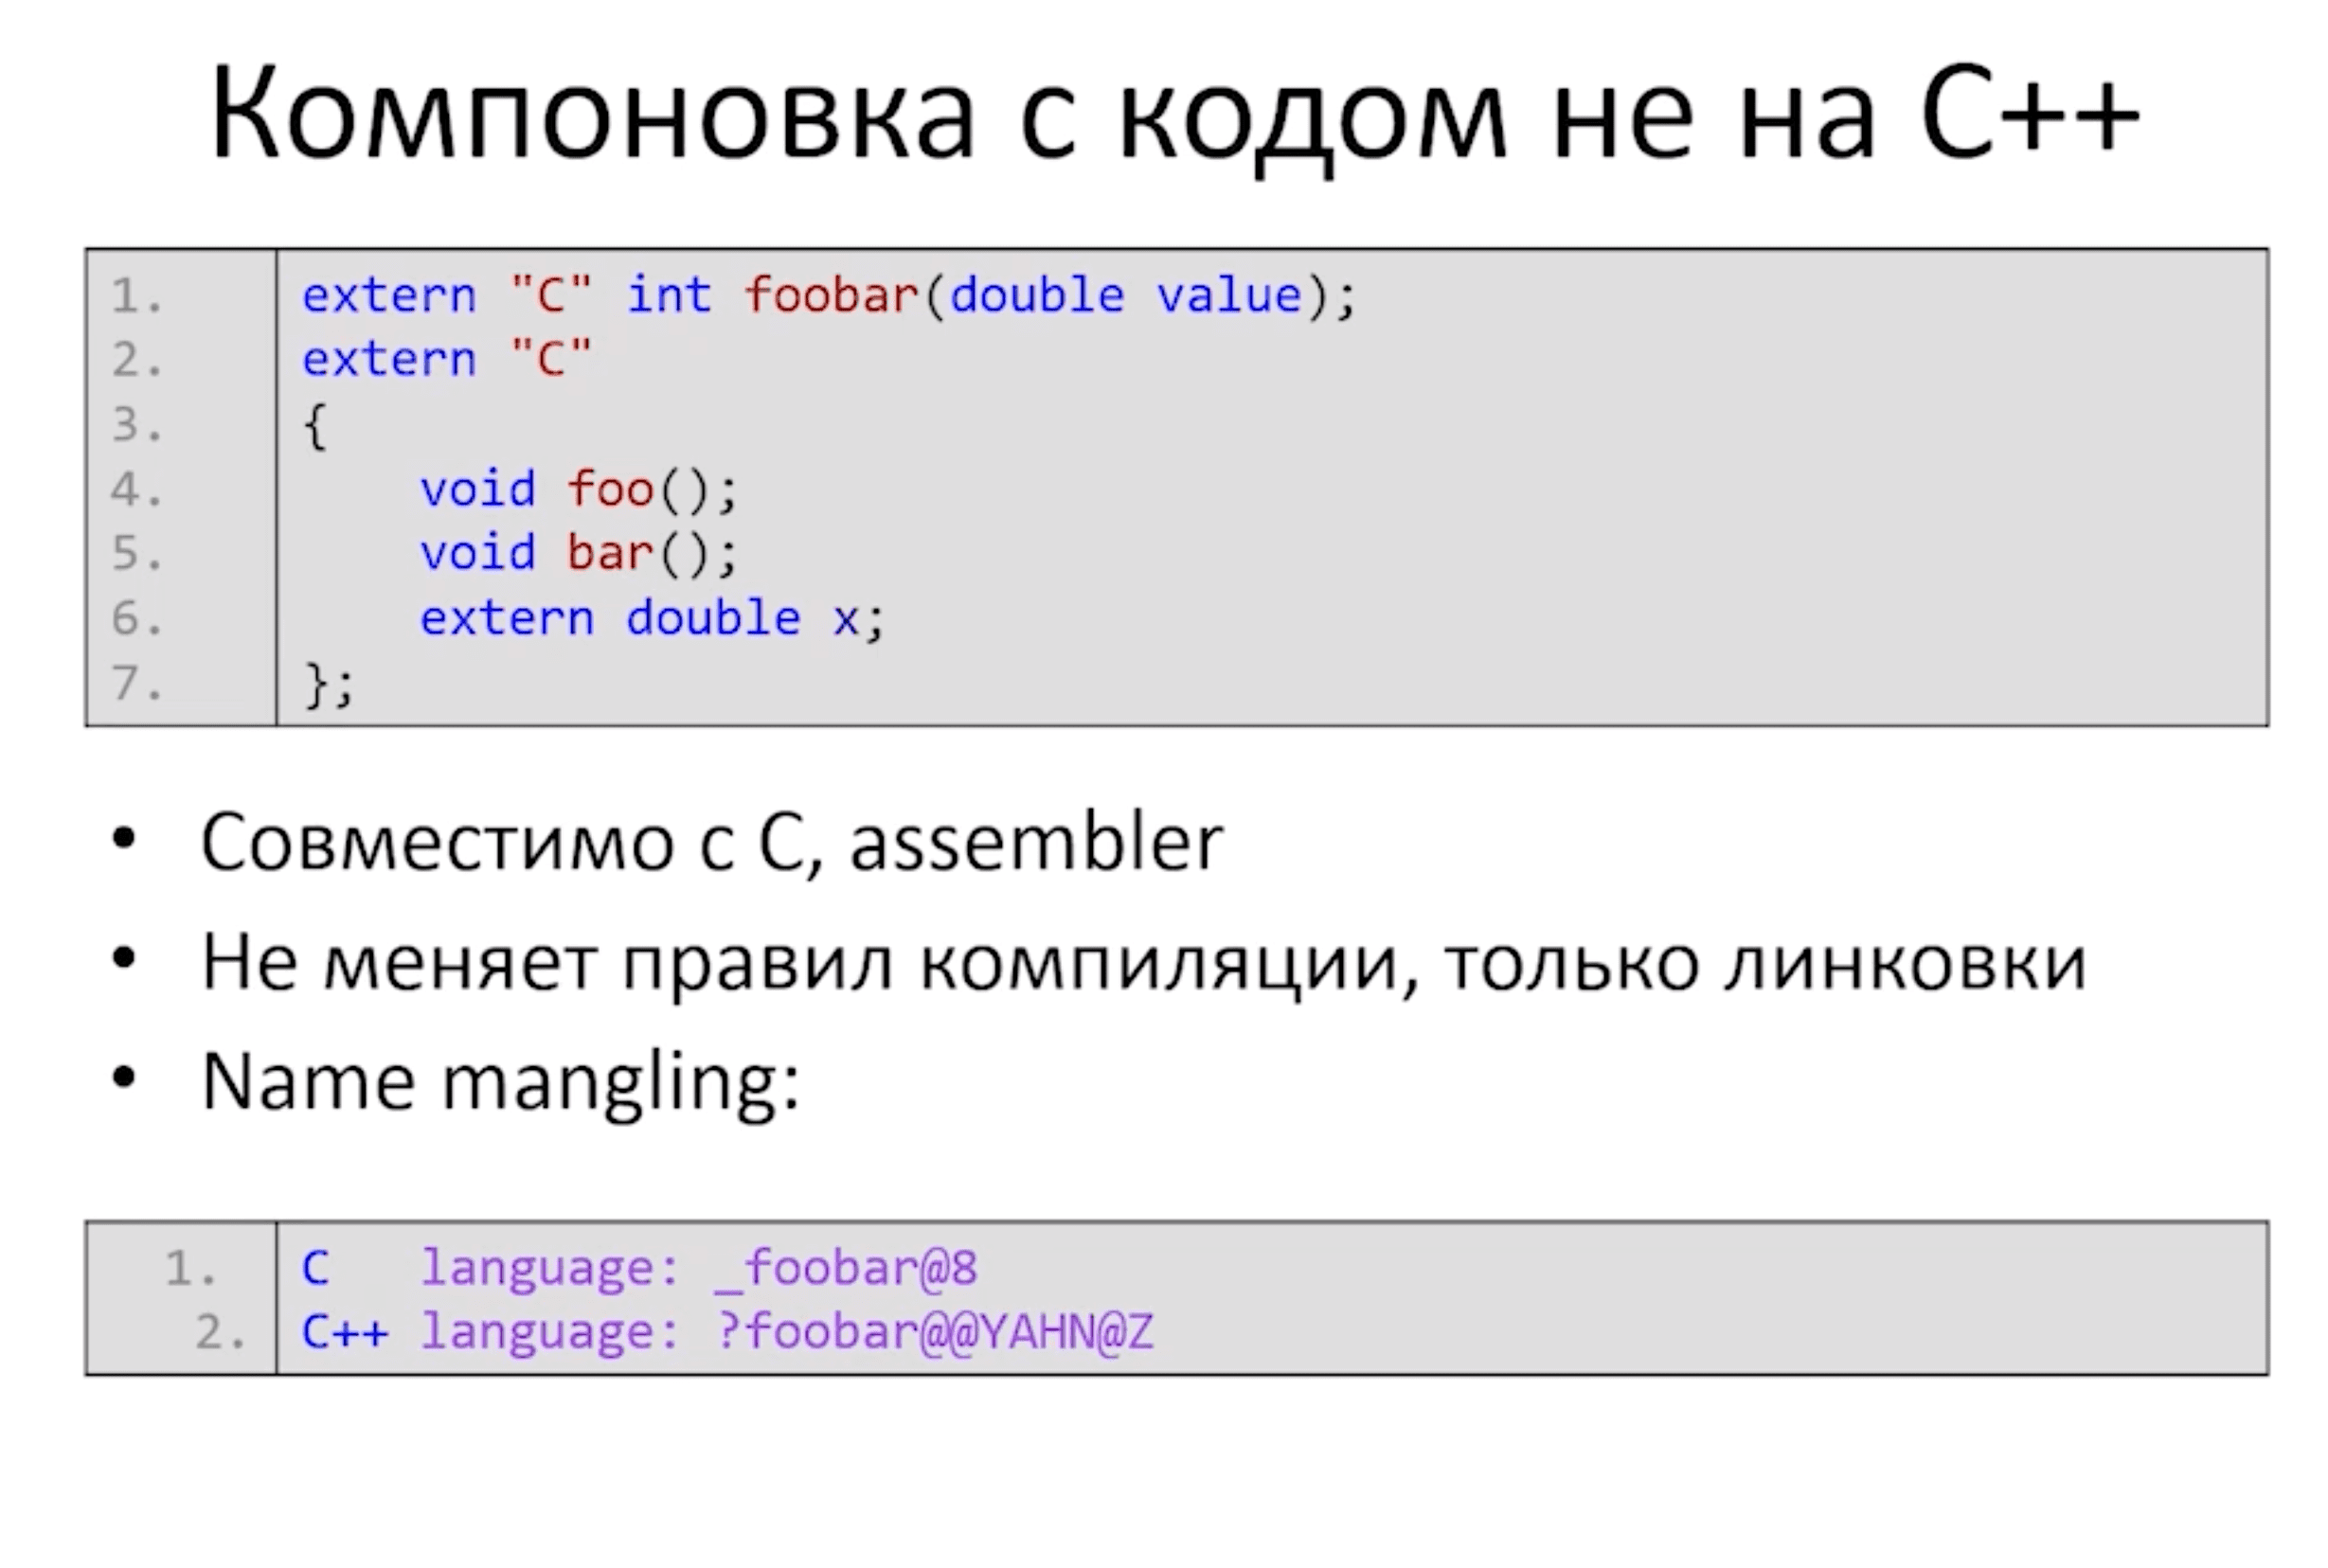 Компоновка с кодом не на C++
1. extern "C" int foobar(double value);
2. extern "C"
3. {
4.     void foo();
5.     void bar();
6.     extern double x;
7. };
• Совместимо с C, assembler
• Не меняет правил компиляции, только линковки
• Name mangling:
1. C   language: _foobar@8
2. C++ language: ?foobar@@YAHN@Z